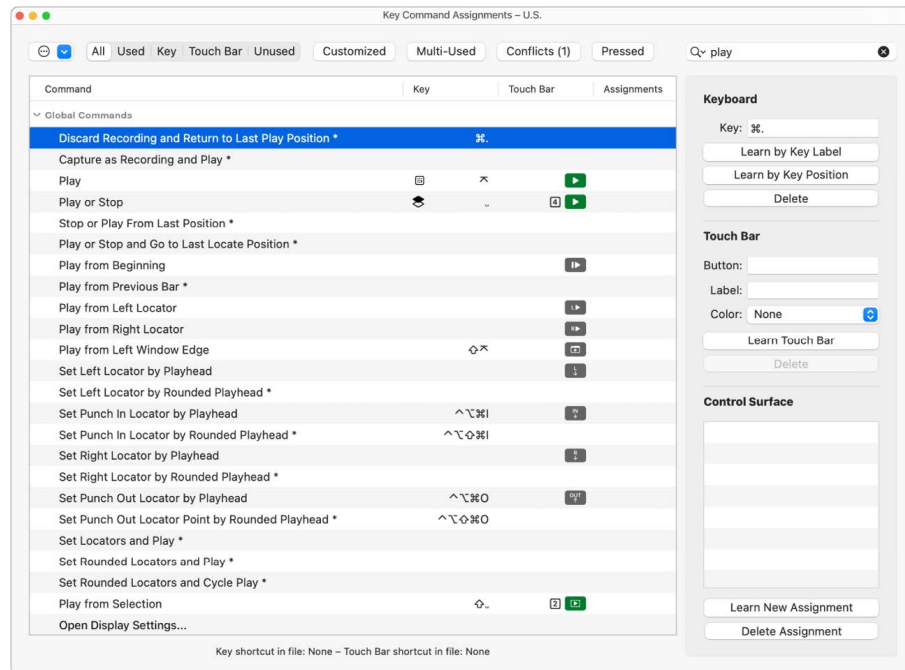 Key Command Assignments – U.S.
All Used Key Touch Bar Unused Customized Multi-Used Conflicts (1) Pressed play
Command Key Touch Bar Assignments
Global Commands
Discard Recording and Return to Last Play Position * ⌘.
Capture as Recording and Play *
Play ⌅
Play or Stop ⎵ 4
Stop or Play From Last Position *
Play or Stop and Go to Last Locate Position *
Play from Beginning
Play from Previous Bar *
Play from Left Locator L
Play from Right Locator R
Play from Left Window Edge ⇧⌅
Set Left Locator by Playhead L
Set Left Locator by Rounded Playhead *
Set Punch In Locator by Playhead ^⌥⌘I IN
Set Punch In Locator by Rounded Playhead * ^⌥⇧⌘I
Set Right Locator by Playhead R
Set Right Locator by Rounded Playhead *
Set Punch Out Locator by Playhead ^⌥⌘O OUT
Set Punch Out Locator Point by Rounded Playhead * ^⌥⇧⌘O
Set Locators and Play *
Set Rounded Locators and Play *
Set Rounded Locators and Cycle Play *
Play from Selection ⇧⎵ 2
Open Display Settings...
Key shortcut in file: None – Touch Bar shortcut in file: None
Keyboard
Key: ⌘.
Learn by Key Label
Learn by Key Position
Delete
Touch Bar
Button:
Label:
Color: None
Learn Touch Bar
Delete
Control Surface
Learn New Assignment
Delete Assignment